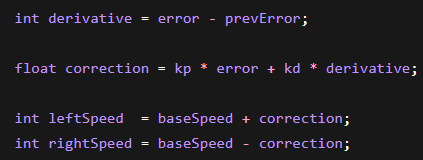 int derivative = error - prevError;
float correction = kp * error + kd * derivative;
int leftSpeed  = baseSpeed + correction;
int rightSpeed = baseSpeed - correction;